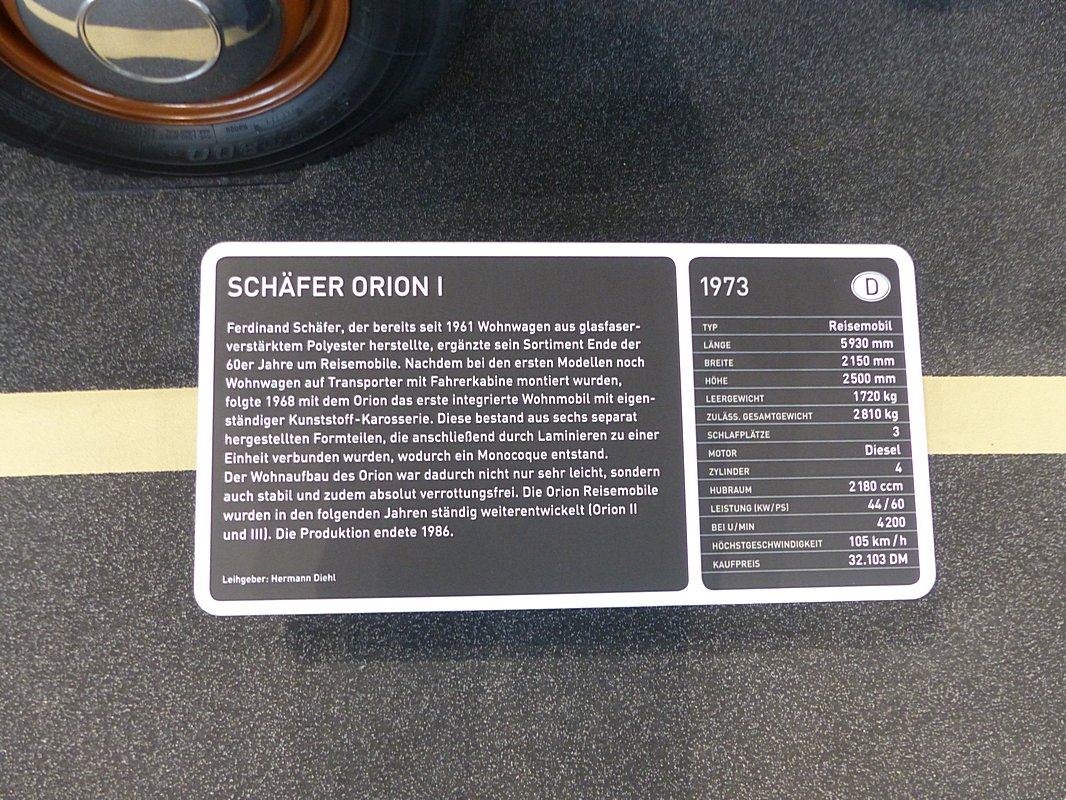 SCHÄFER ORION I
Ferdinand Schäfer, der bereits seit 1961 Wohnwagen aus glasfaser-
verstärktem Polyester herstellte, ergänzte sein Sortiment Ende der
60er Jahre um Reisemobile. Nachdem bei den ersten Modellen noch
Wohnwagen auf Transporter mit Fahrerkabine montiert wurden,
folgte 1968 mit dem Orion das erste integrierte Wohnmobil mit eigen-
ständiger Kunststoff-Karosserie. Diese bestand aus sechs separat
hergestellten Formteilen, die anschließend durch Laminieren zu einer
Einheit verbunden wurden, wodurch ein Monocoque entstand.
Der Wohnaufbau des Orion war dadurch nicht nur sehr leicht, sondern
auch stabil und zudem absolut verrottungsfrei. Die Orion Reisemobile
wurden in den folgenden Jahren ständig weiterentwickelt (Orion II
und III). Die Produktion endete 1986.
Leihgeber: Hermann Diehl
1973 D
TYP Reisemobil
LÄNGE 5930 mm
BREITE 2150 mm
HÖHE 2500 mm
LEERGEWICHT 1720 kg
ZULÄSS. GESAMTGEWICHT 2810 kg
SCHLAFPLÄTZE 3
MOTOR Diesel
ZYLINDER 4
HUBRAUM 2180 ccm
LEISTUNG (KW/PS) 44/60
BEI U/MIN 4200
HÖCHSTGESCHWINDIGKEIT 105 km/h
KAUFPREIS 32.103 DM